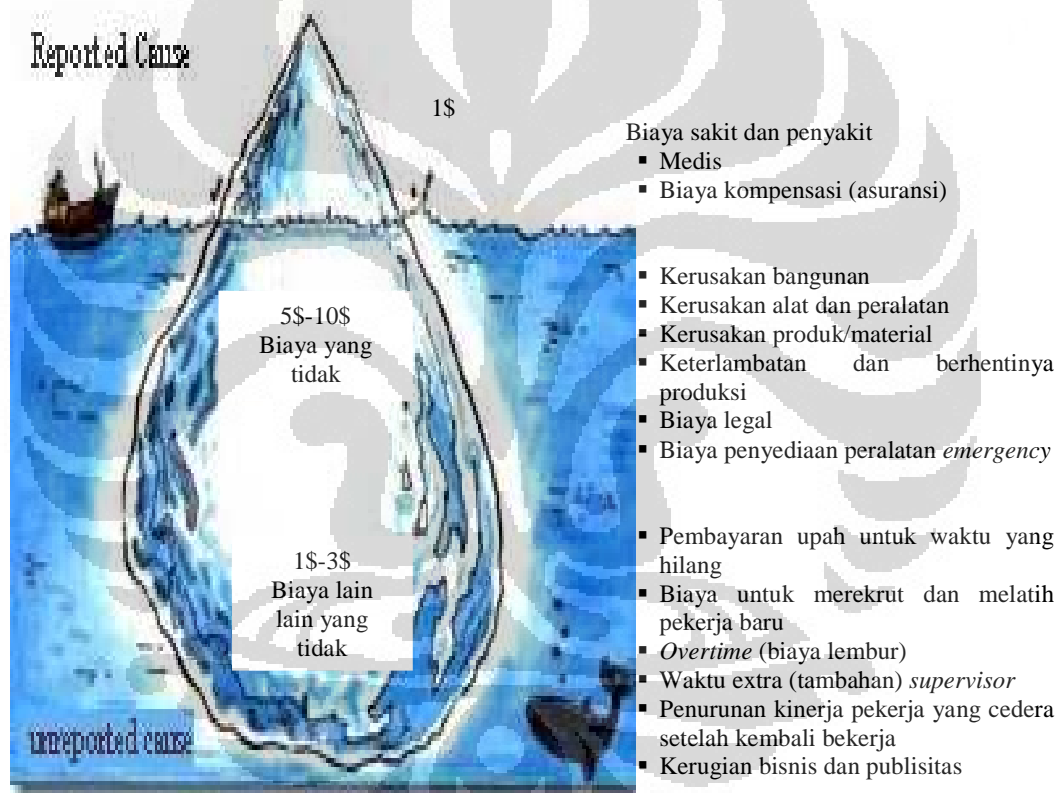 Reported Cause
1$
Biaya sakit dan penyakit
▪ Medis
▪ Biaya kompensasi (asuransi)
▪ Kerusakan bangunan
▪ Kerusakan alat dan peralatan
▪ Kerusakan produk/material
▪ Keterlambatan dan berhentinya
produksi
▪ Biaya legal
▪ Biaya penyediaan peralatan emergency
5$-10$
Biaya yang
tidak
▪ Pembayaran upah untuk waktu yang
hilang
▪ Biaya untuk merekrut dan melatih
pekerja baru
▪ Overtime (biaya lembur)
▪ Waktu extra (tambahan) supervisor
▪ Penurunan kinerja pekerja yang cedera
setelah kembali bekerja
▪ Kerugian bisnis dan publisitas
1$-3$
Biaya lain
lain yang
tidak
unreported cause